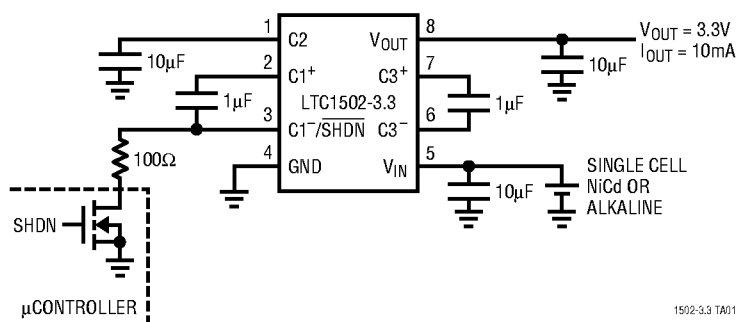 1
C2
VOUT
8
VOUT = 3.3V
IOUT = 10mA
10µF
10µF
2
C1+
C3+
7
1µF
LTC1502-3.3
1µF
3
C1–/SHDN
C3–
6
100Ω
4
GND
VIN
5
10µF
SINGLE CELL
NiCd OR
ALKALINE
SHDN
µCONTROLLER
1502-3.3 TA01